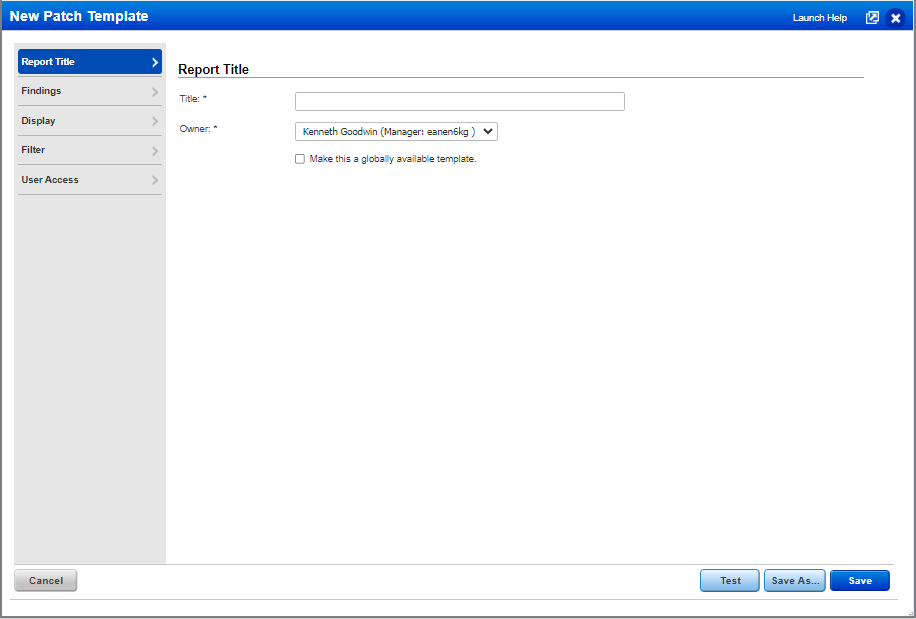 New Patch Template
Launch Help
Report Title
Findings
Display
Filter
User Access
Report Title
Title: *
Owner: *
Kenneth Goodwin (Manager: eanen6kg )
Make this a globally available template.
Cancel
Test
Save As...
Save